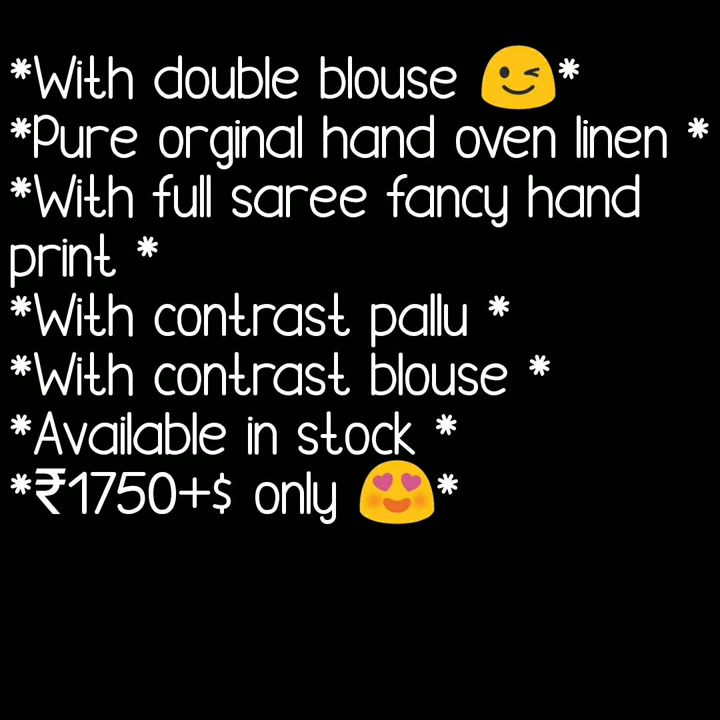 *With double blouse 😉*
*Pure orginal hand oven linen *
*With full saree fancy hand
print *
*With contrast pallu *
*With contrast blouse *
*Available in stock *
*₹1750+$ only 😍*